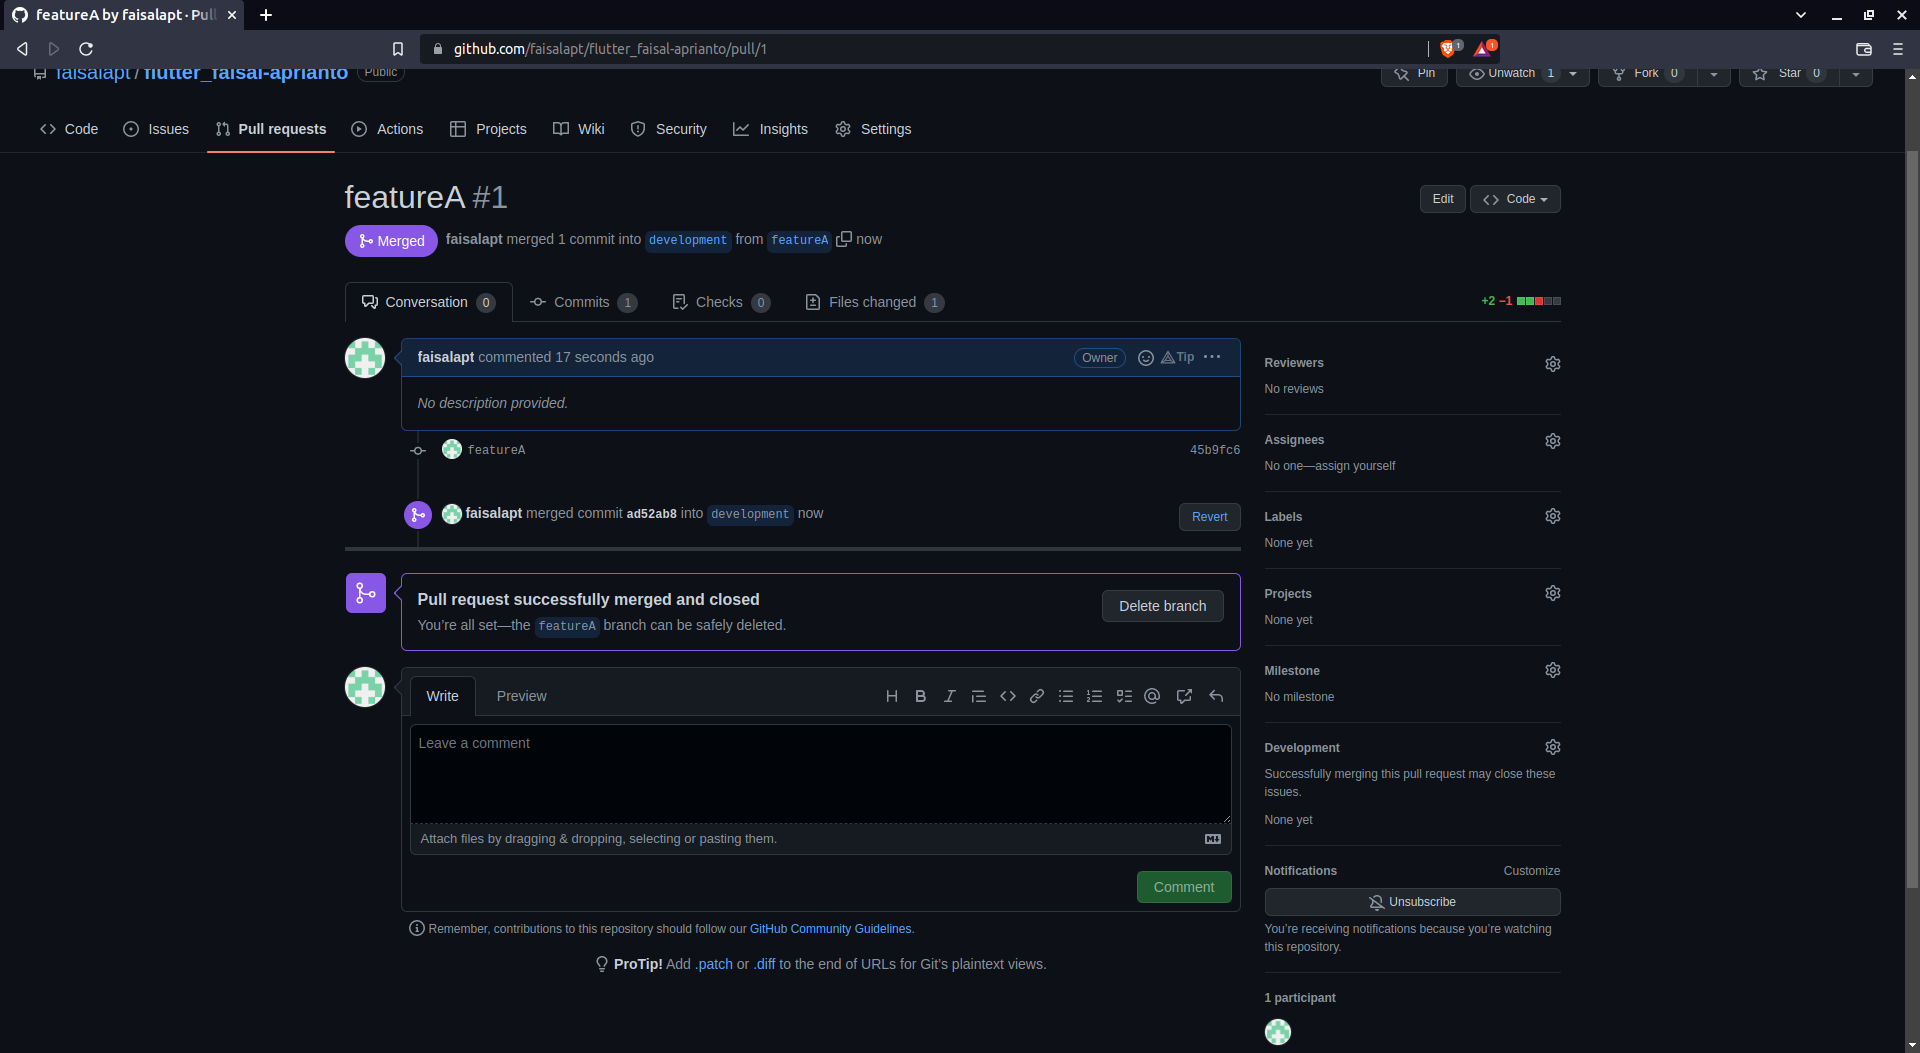 featureA by faisalapt · Pull
github.com/faisalapt/flutter_faisal-aprianto/pull/1
1
1
faisalapt / flutter_faisal-aprianto Public
Pin
Unwatch 1
Fork 0
Star 0
Code
Issues
Pull requests
Actions
Projects
Wiki
Security
Insights
Settings
featureA #1
Edit
Code
Merged
faisalapt merged 1 commit into development from featureA now
Conversation 0
Commits 1
Checks 0
Files changed 1
+2 −1
faisalapt commented 17 seconds ago
Owner
Tip
No description provided.
featureA
45b9fc6
faisalapt merged commit ad52ab8 into development now
Revert
Pull request successfully merged and closed
You’re all set—the featureA branch can be safely deleted.
Delete branch
Write
Preview
Leave a comment
Attach files by dragging & dropping, selecting or pasting them.
Comment
Remember, contributions to this repository should follow our GitHub Community Guidelines.
ProTip! Add .patch or .diff to the end of URLs for Git’s plaintext views.
Reviewers
No reviews
Assignees
No one—assign yourself
Labels
None yet
Projects
None yet
Milestone
No milestone
Development
Successfully merging this pull request may close these
issues.
None yet
Notifications
Customize
Unsubscribe
You’re receiving notifications because you’re watching
this repository.
1 participant